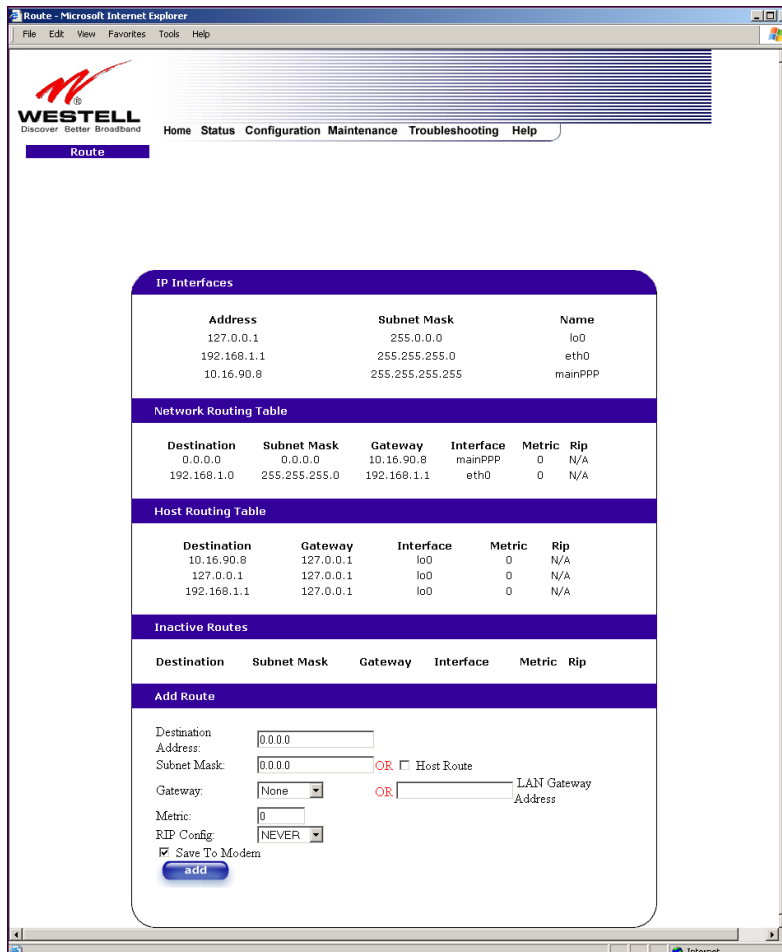 Route - Microsoft Internet Explorer
File Edit View Favorites Tools Help
®
WESTELL
Discover Better Broadband
Home Status Configuration Maintenance Troubleshooting Help
Route
IP Interfaces
Address Subnet Mask Name
127.0.0.1 255.0.0.0 lo0
192.168.1.1 255.255.255.0 eth0
10.16.90.8 255.255.255.255 mainPPP
Network Routing Table
Destination Subnet Mask Gateway Interface Metric Rip
0.0.0.0 0.0.0.0 10.16.90.8 mainPPP 0 N/A
192.168.1.0 255.255.255.0 192.168.1.1 eth0 0 N/A
Host Routing Table
Destination Gateway Interface Metric Rip
10.16.90.8 127.0.0.1 lo0 0 N/A
127.0.0.1 127.0.0.1 lo0 0 N/A
192.168.1.1 127.0.0.1 lo0 0 N/A
Inactive Routes
Destination Subnet Mask Gateway Interface Metric Rip
Add Route
Destination Address: 0.0.0.0
Subnet Mask: 0.0.0.0 OR Host Route
Gateway: None OR LAN Gateway Address
Metric: 0
RIP Config: NEVER
Save To Modem
add
Internet